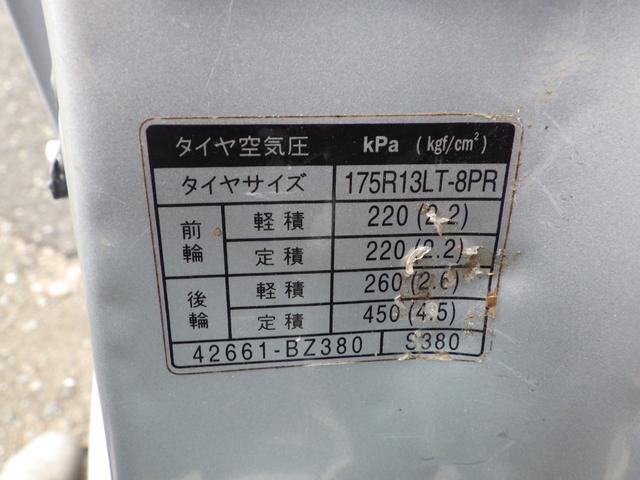 タイヤ空気圧 kPa (kgf/cm²)
タイヤサイズ 175R13LT-8PR
前輪 軽積 220 (2.2)
定積 220 (2.2)
後輪 軽積 260 (2.6)
定積 450 (4.5)
42661-BZ380 S380